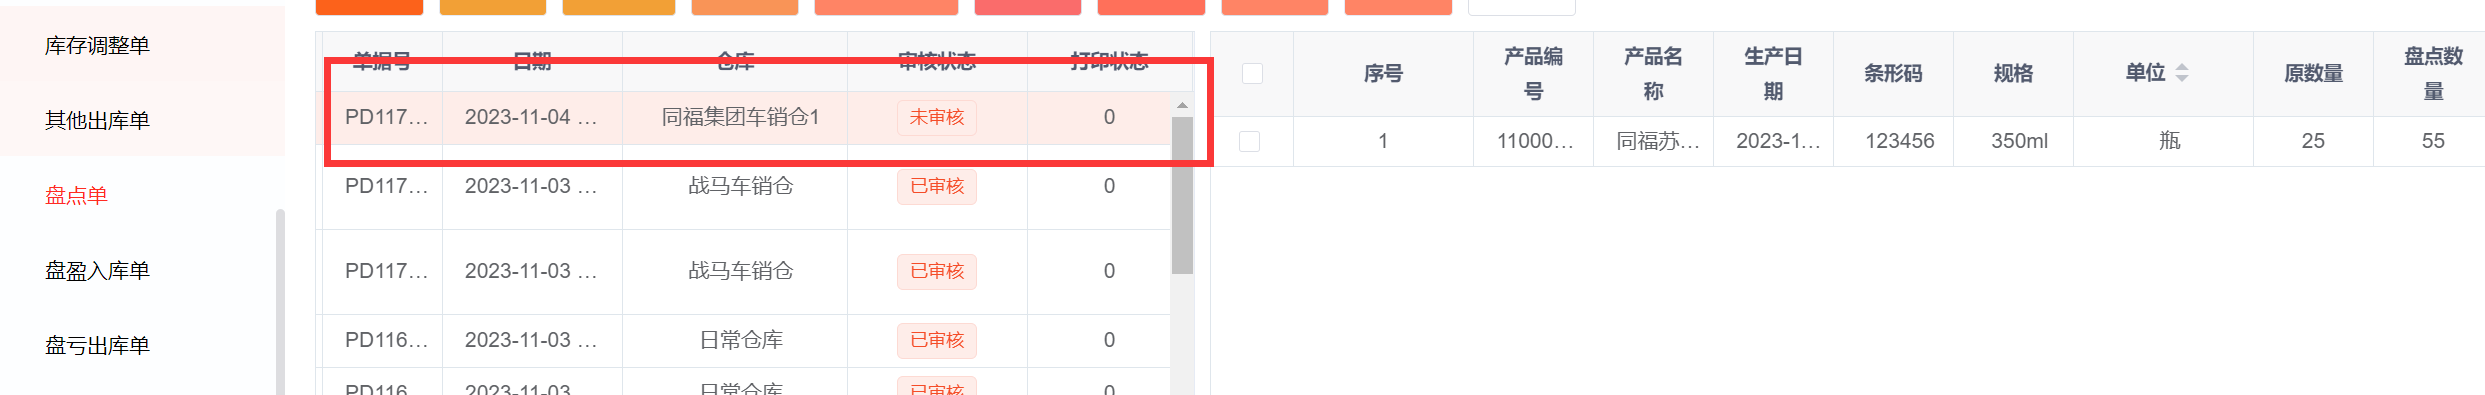 库存调整单
其他出库单
盘点单
盘盈入库单
盘亏出库单
单据号 日期 仓库 审核状态 打印状态
PD117... 2023-11-04 ... 同福集团车销仓1 未审核 0
PD117... 2023-11-03 ... 战马车销仓 已审核 0
PD117... 2023-11-03 ... 战马车销仓 已审核 0
PD116... 2023-11-03 ... 日常仓库 已审核 0
PD116 2023-11-03 日常仓库 已审核 0
序号 产品编号 产品名称 生产日期 条形码 规格 单位 原数量 盘点数量
1 11000... 同福苏... 2023-1... 123456 350ml 瓶 25 55